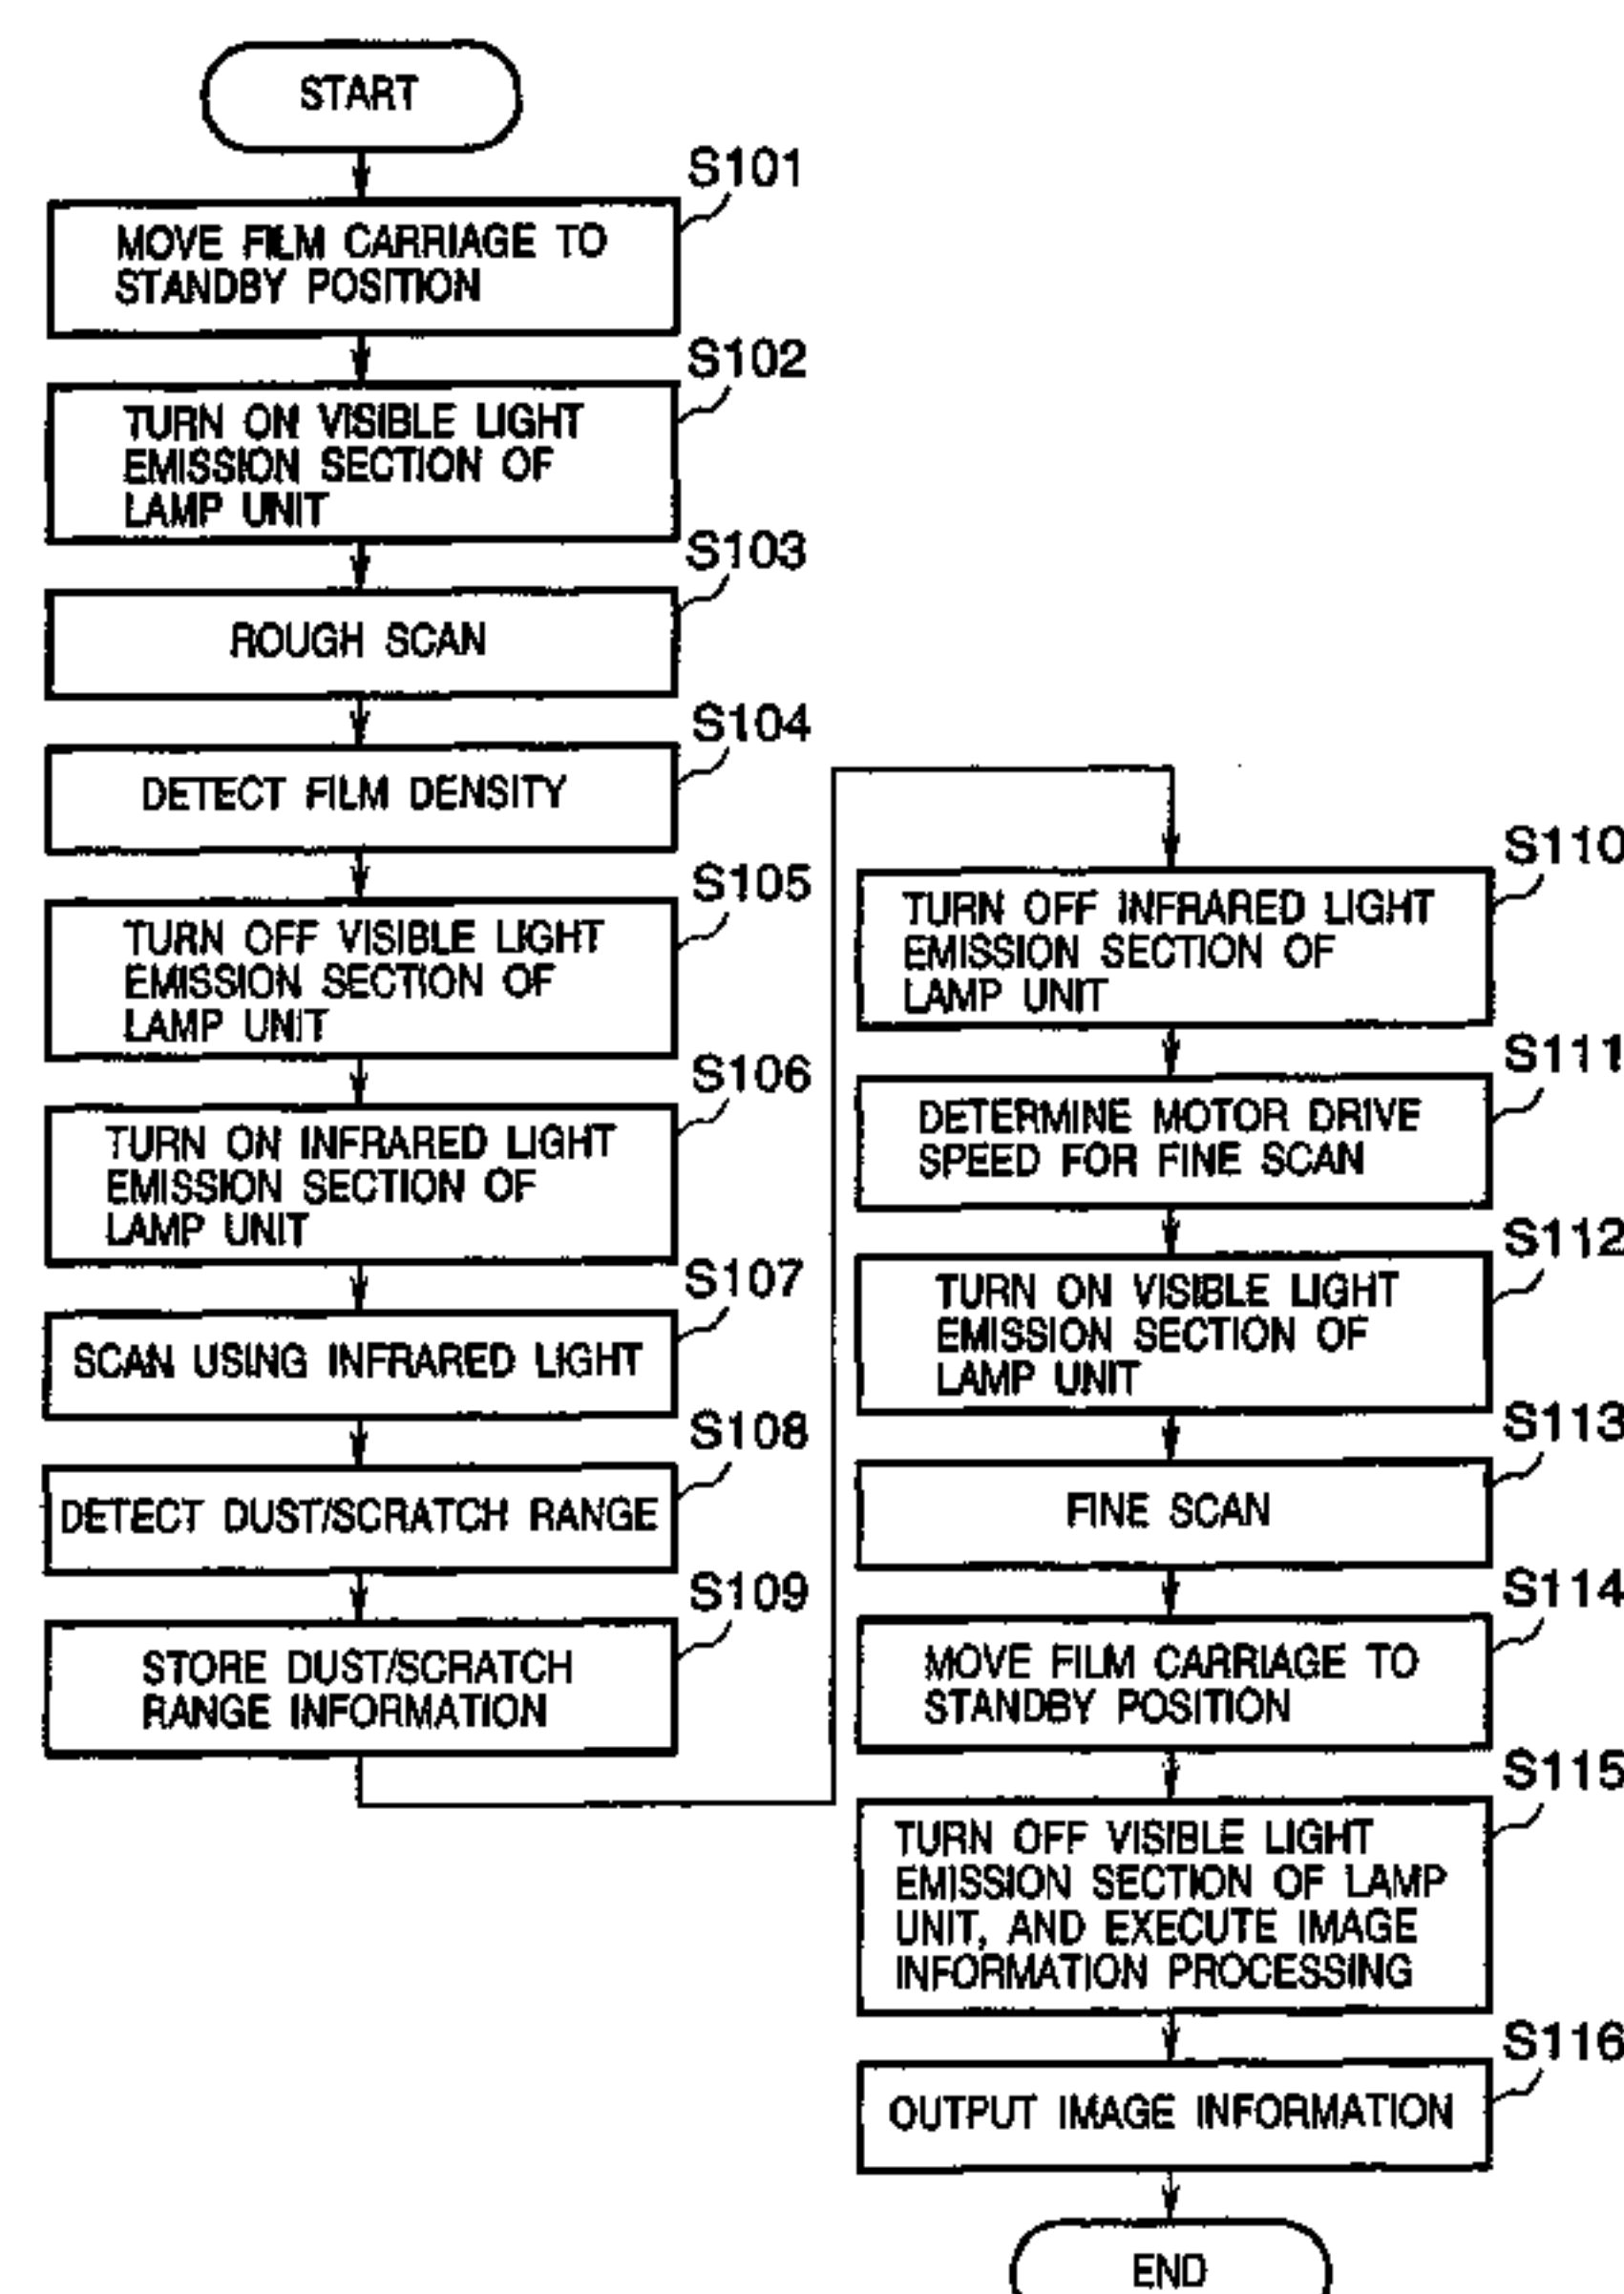 START
S101
MOVE FILM CARRIAGE TO
STANDBY POSITION
S102
TURN ON VISIBLE LIGHT
EMISSION SECTION OF
LAMP UNIT
S103
ROUGH SCAN
S104
DETECT FILM DENSITY
S105
TURN OFF VISIBLE LIGHT
EMISSION SECTION OF
LAMP UNIT
S106
TURN ON INFRARED LIGHT
EMISSION SECTION OF
LAMP UNIT
S107
SCAN USING INFRARED LIGHT
S108
DETECT DUST/SCRATCH RANGE
S109
STORE DUST/SCRATCH
RANGE INFORMATION
S110
TURN OFF INFRARED LIGHT
EMISSION SECTION OF
LAMP UNIT
S111
DETERMINE MOTOR DRIVE
SPEED FOR FINE SCAN
S112
TURN ON VISIBLE LIGHT
EMISSION SECTION OF
LAMP UNIT
S113
FINE SCAN
S114
MOVE FILM CARRIAGE TO
STANDBY POSITION
S115
TURN OFF VISIBLE LIGHT
EMISSION SECTION OF LAMP
UNIT, AND EXECUTE IMAGE
INFORMATION PROCESSING
S116
OUTPUT IMAGE INFORMATION
END